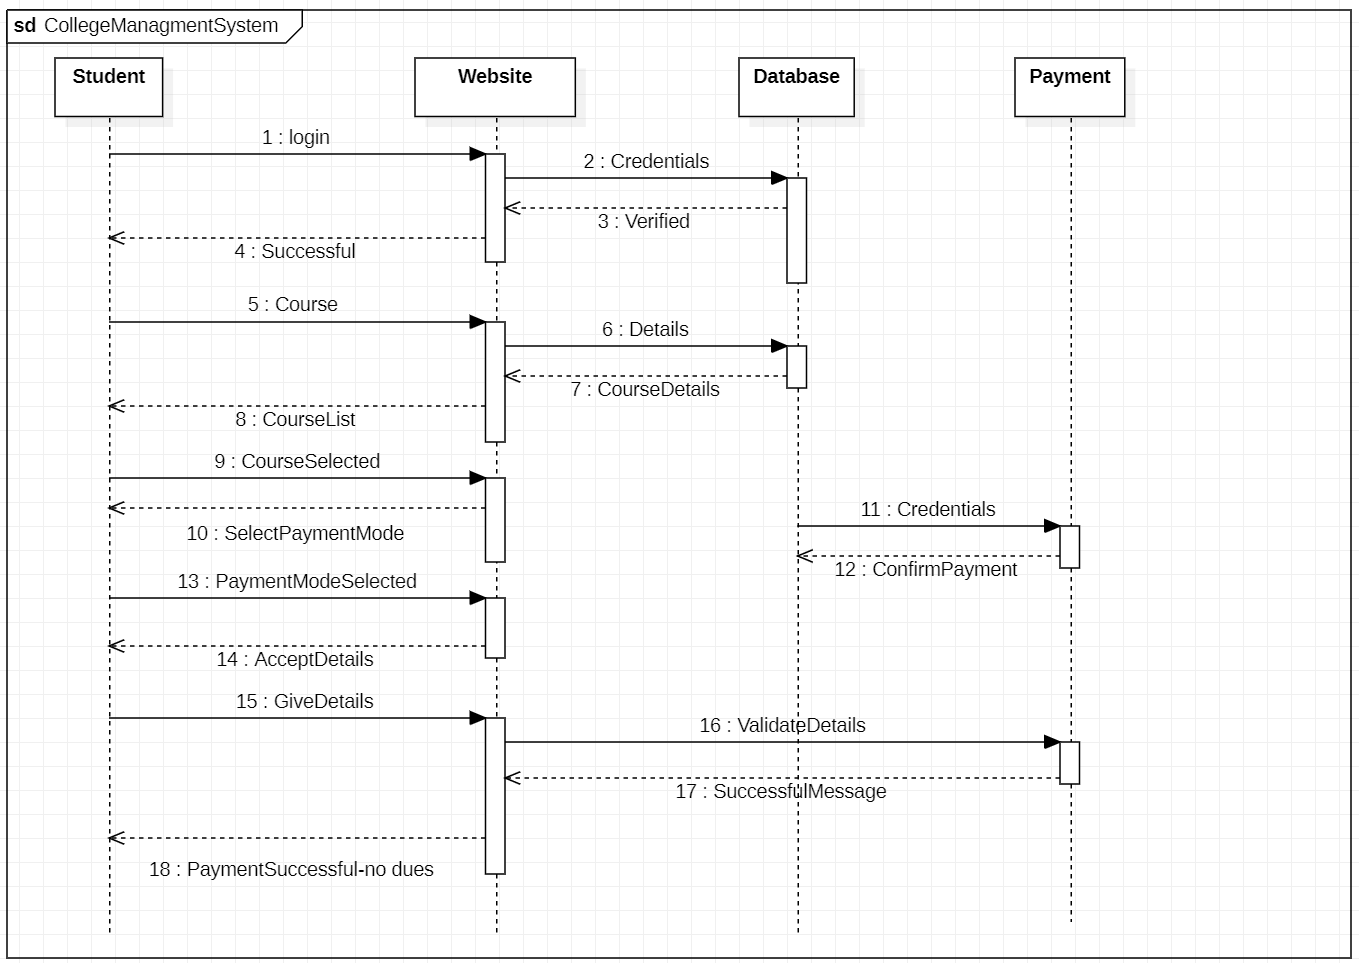 sd CollegeManagmentSystem
Student
Website
Database
Payment
1 : login
2 : Credentials
3 : Verified
4 : Successful
5 : Course
6 : Details
7 : CourseDetails
8 : CourseList
9 : CourseSelected
10 : SelectPaymentMode
11 : Credentials
12 : ConfirmPayment
13 : PaymentModeSelected
14 : AcceptDetails
15 : GiveDetails
16 : ValidateDetails
17 : SuccessfulMessage
18 : PaymentSuccessful-no dues